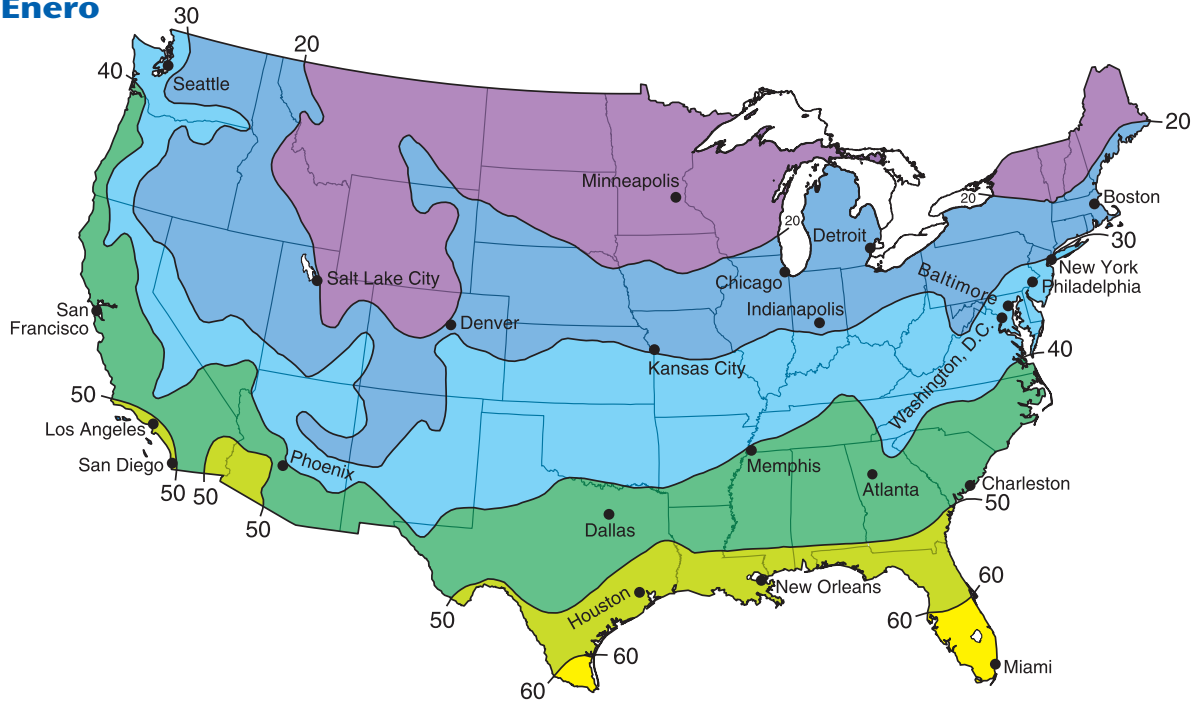 Enero
30
20
40
Seattle
20
Minneapolis
20
Boston
20
Detroit
30
Salt Lake City
Chicago
Baltimore
New York
Philadelphia
San
Francisco
Denver
Indianapolis
Kansas City
Washington, D.C.
40
50
Los Angeles
San Diego
Phoenix
Memphis
50
50
50
Atlanta
Charleston
50
Dallas
60
New Orleans
Houston
50
60
60
60
Miami